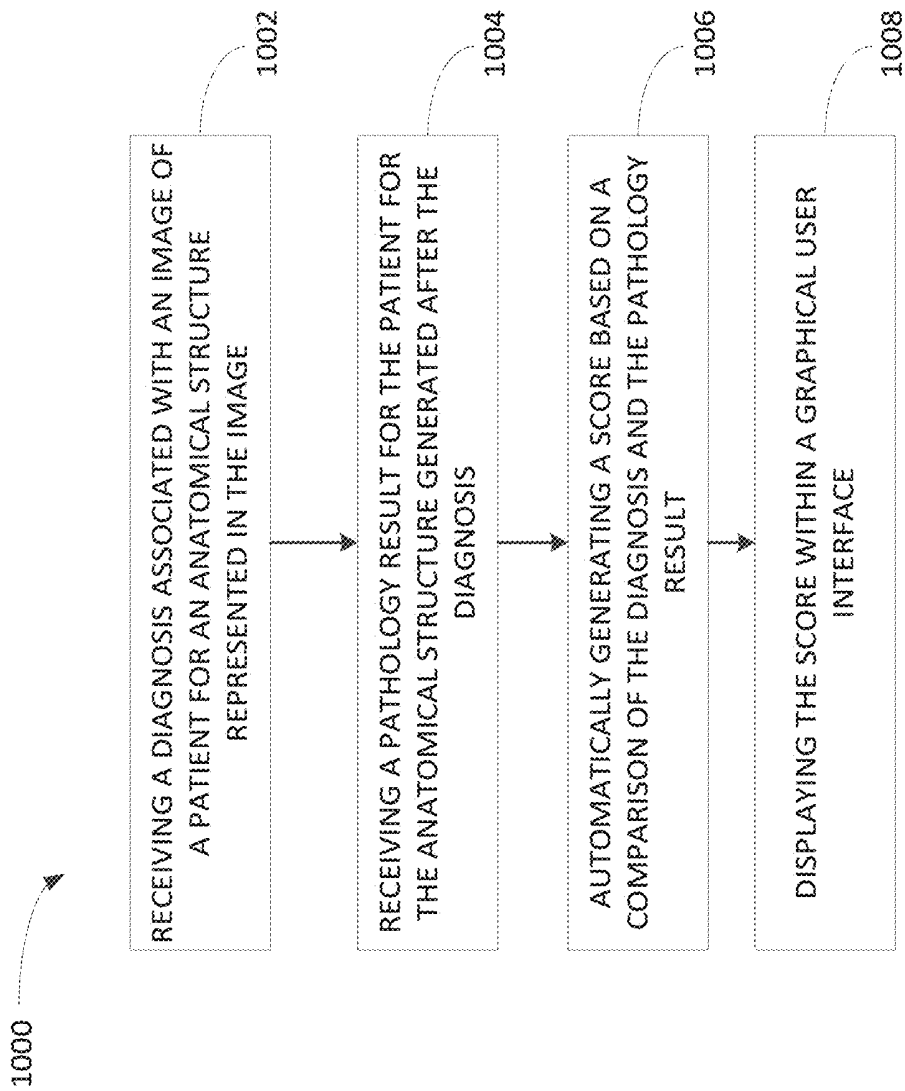 1000
RECEIVING A DIAGNOSIS ASSOCIATED WITH AN IMAGE OF
A PATIENT FOR AN ANATOMICAL STRUCTURE
REPRESENTED IN THE IMAGE
1002
RECEIVING A PATHOLOGY RESULT FOR THE PATIENT FOR
THE ANATOMICAL STRUCTURE GENERATED AFTER THE
DIAGNOSIS
1004
AUTOMATICALLY GENERATING A SCORE BASED ON A
COMPARISON OF THE DIAGNOSIS AND THE PATHOLOGY
RESULT
1006
DISPLAYING THE SCORE WITHIN A GRAPHICAL USER
INTERFACE
1008